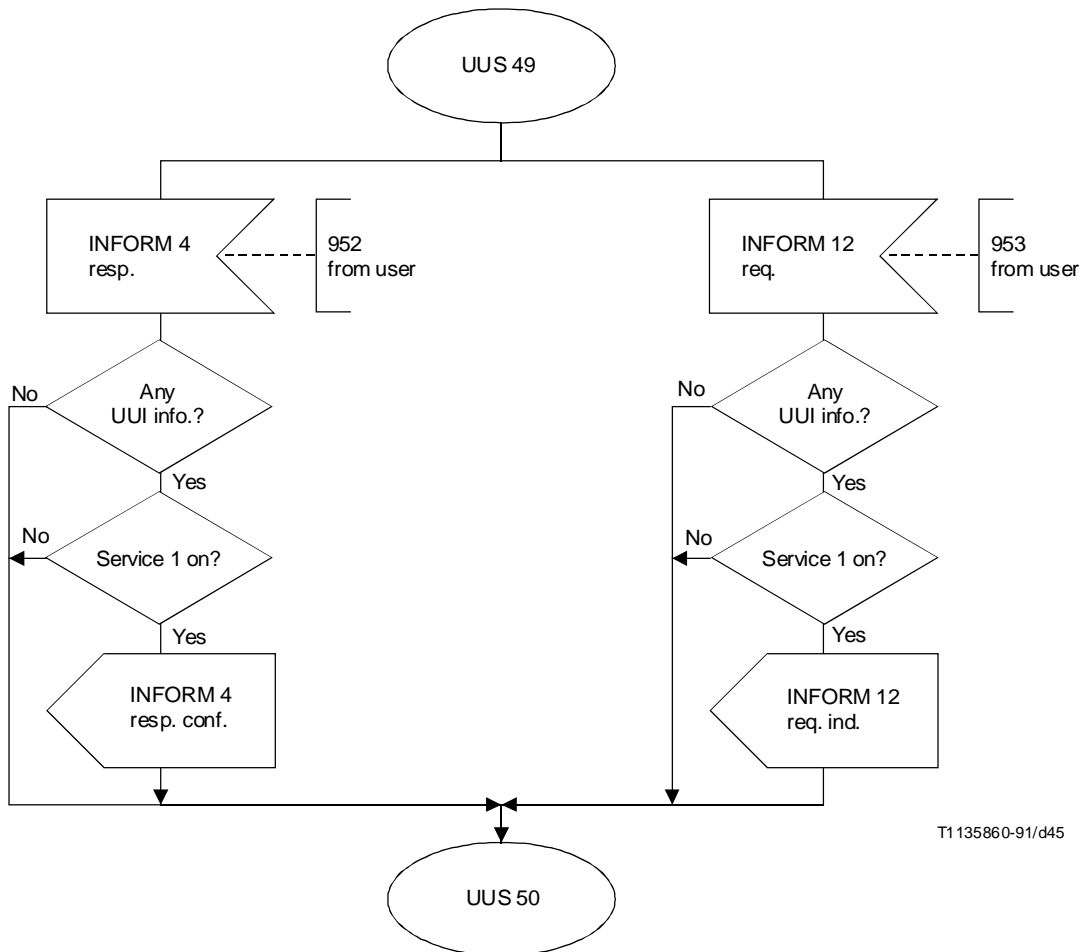 UUS 49
INFORM 4
resp.
952
from user
INFORM 12
req.
953
from user
No
Any
UUI info.?
Yes
No
Any
UUI info.?
Yes
No
Service 1 on?
Yes
No
Service 1 on?
Yes
INFORM 4
resp. conf.
INFORM 12
req. ind.
T1135860-91/d45
UUS 50